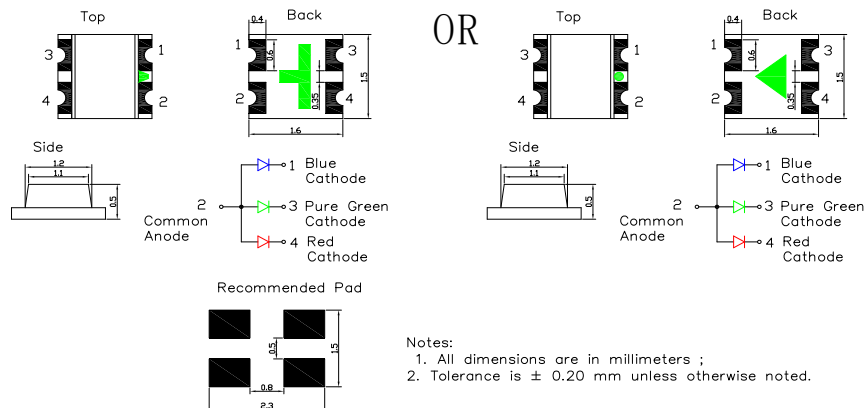 Top
Back
OR
Top
Back
3
1
4
2
0.4
1
3
2
4
0.6
0.35
1.5
1.6
3
1
4
2
0.4
1
3
2
4
0.6
0.35
1.5
1.6
Side
1.2
1.1
0.5
2
Common
Anode
1 Blue
Cathode
3 Pure Green
Cathode
4 Red
Cathode
Side
1.2
1.1
0.5
2
Common
Anode
1 Blue
Cathode
3 Pure Green
Cathode
4 Red
Cathode
Recommended Pad
0.5
1.5
0.8
2.3
Notes:
1. All dimensions are in millimeters ;
2. Tolerance is ± 0.20 mm unless otherwise noted.